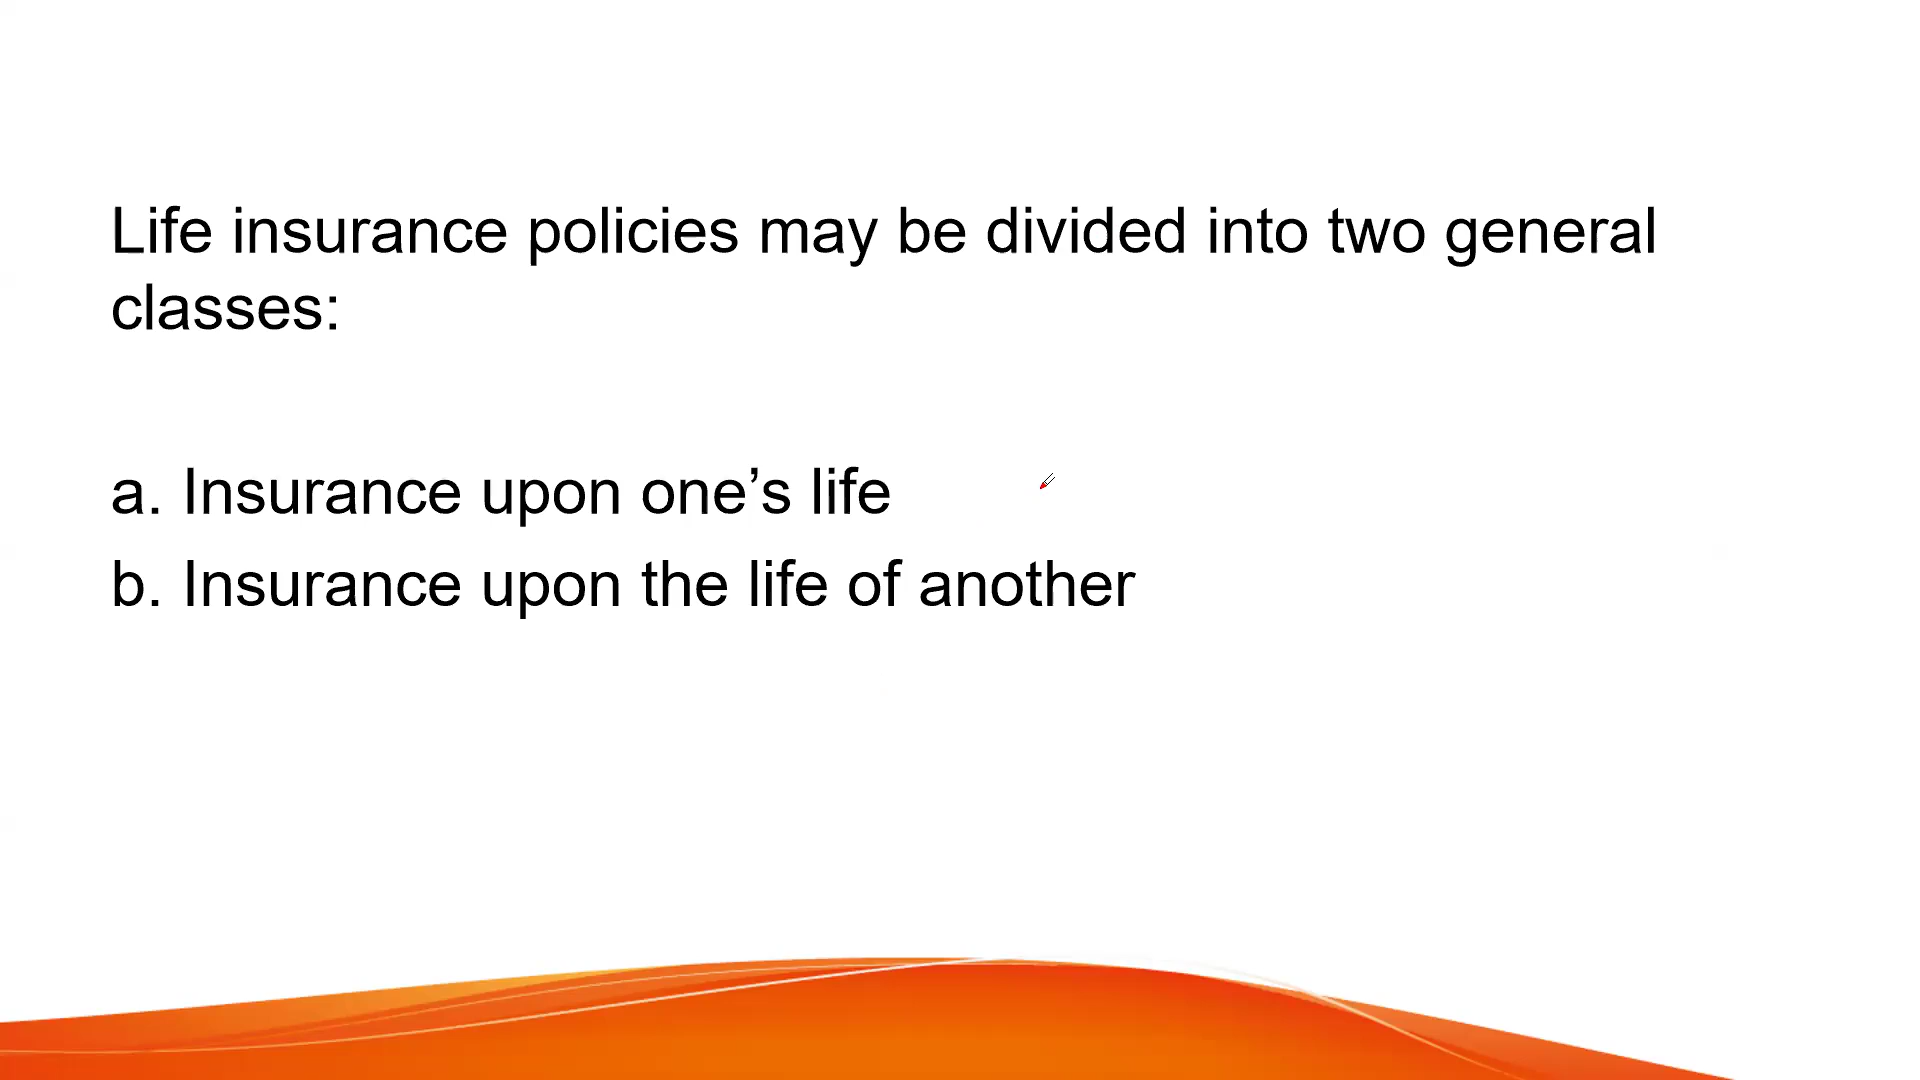 Life insurance policies may be divided into two general
classes:
a. Insurance upon one’s life
b. Insurance upon the life of another